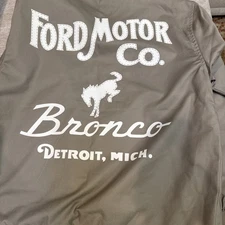 FORD MOTOR
CO.
Bronco
DETROIT, MICH.